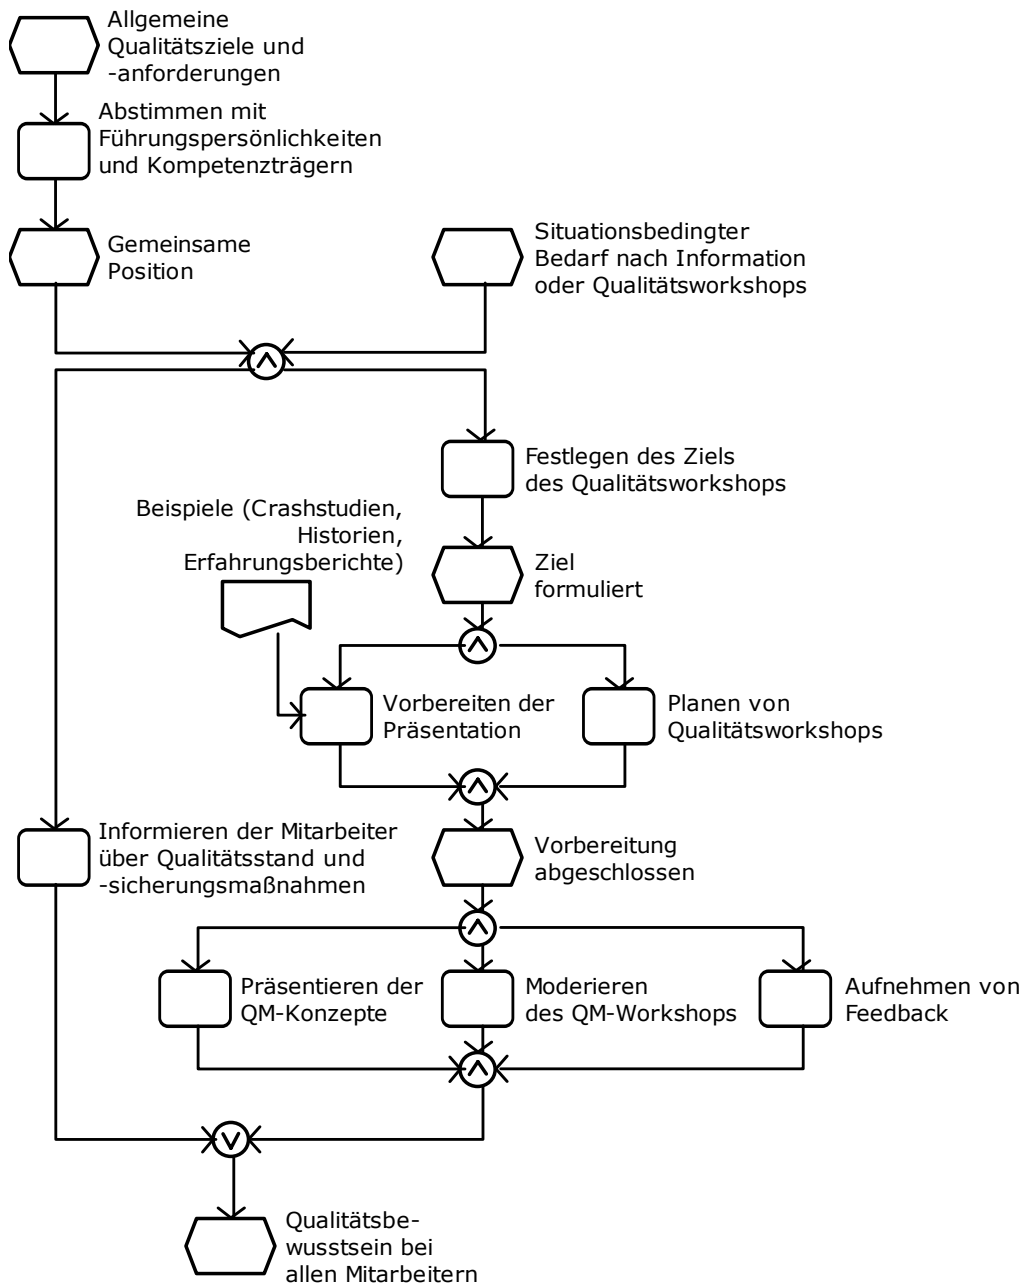 Allgemeine
Qualitätsziele und
-anforderungen
Abstimmen mit
Führungspersönlichkeiten
und Kompetenzträgern
Gemeinsame
Position
Situationsbedingter
Bedarf nach Information
oder Qualitätsworkshops
Festlegen des Ziels
des Qualitätsworkshops
Beispiele (Crashstudien,
Historien,
Erfahrungsberichte)
Ziel
formuliert
Vorbereiten der
Präsentation
Planen von
Qualitätsworkshops
Informieren der Mitarbeiter
über Qualitätsstand und
-sicherungsmaßnahmen
Vorbereitung
abgeschlossen
Präsentieren der
QM-Konzepte
Moderieren
des QM-Workshops
Aufnehmen von
Feedback
Qualitätsbe-
wusstsein bei
allen Mitarbeitern